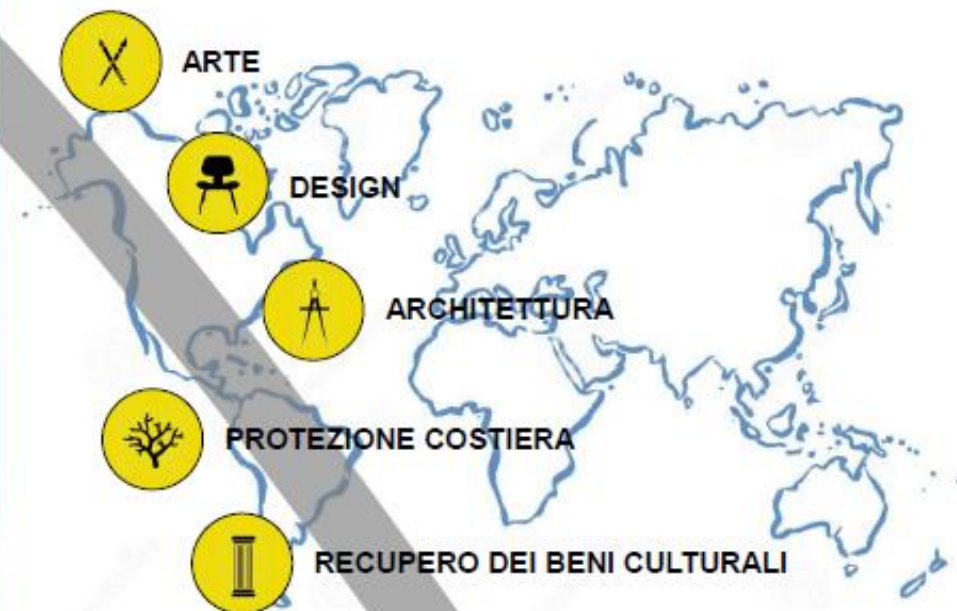 ARTE
DESIGN
ARCHITETTURA
PROTEZIONE COSTIERA
RECUPERO DEI BENI CULTURALI